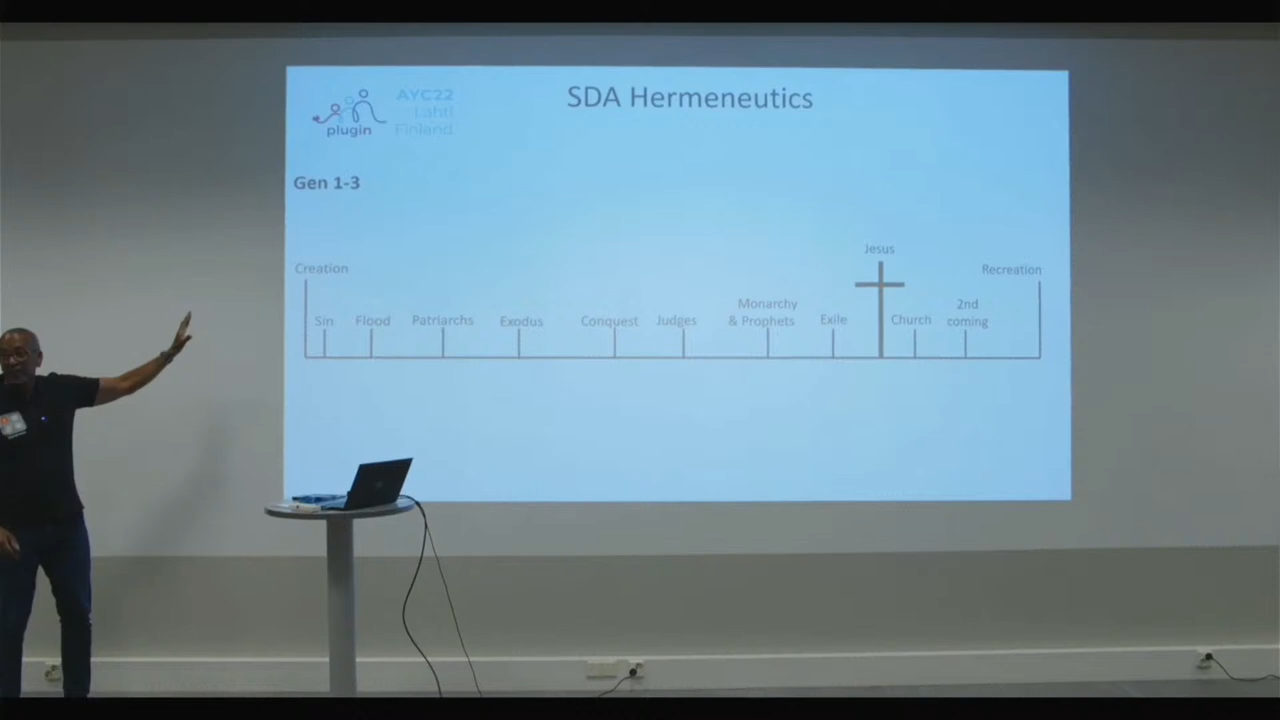 SDA Hermeneutics
AYC22
Lahti
Finland
plugin
Gen 1-3
Jesus
Creation
Recreation
Monarchy
& Prophets
2nd
coming
Sin
Flood
Patriarchs
Exodus
Conquest
Judges
Exile
Church